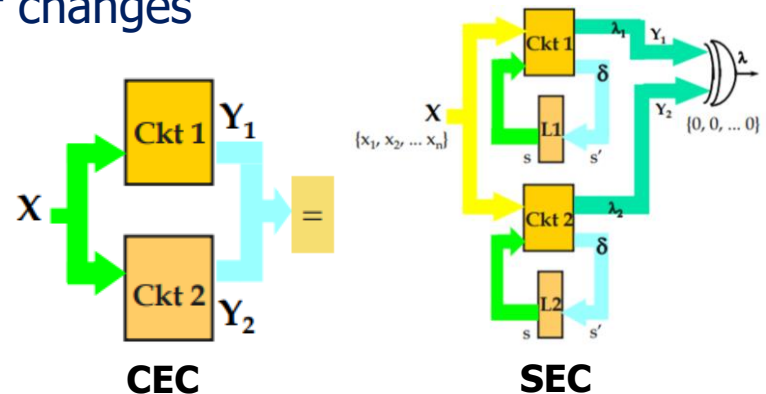 changes
X
Ckt 1
Y₁
=
Ckt 2
Y₂
CEC
X
{x₁, x₂, ... xₙ}
Ckt 1
λ₁
Y₁
δ
L1
s
s'
λ
Y₂
{0, 0, ... 0}
Ckt 2
λ₂
δ
L2
s
s'
SEC